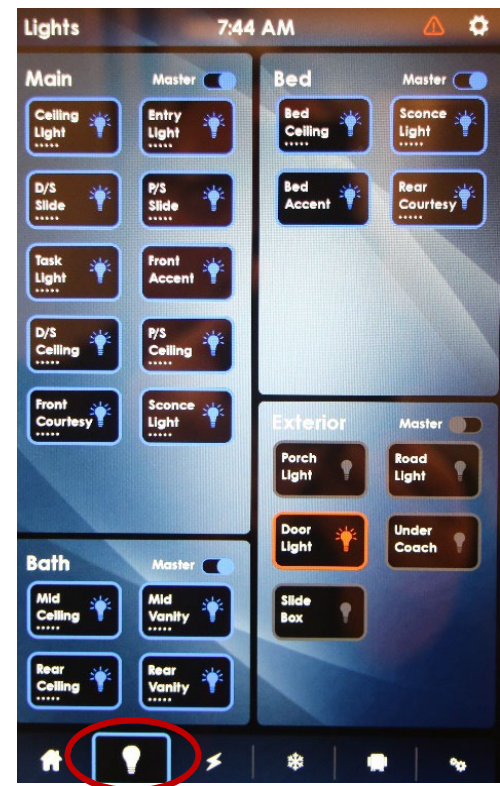 Lights 7:44 AM
Main Master
Ceiling
Light
Entry
Light
D/S
Slide
P/S
Slide
Task
Light
Front
Accent
D/S
Ceiling
P/S
Ceiling
Front
Courtesy
Sconce
Light
Bath Master
Mid
Ceiling
Mid
Vanity
Rear
Ceiling
Rear
Vanity
Bed Master
Bed
Ceiling
Sconce
Light
Bed
Accent
Rear
Courtesy
Exterior Master
Porch
Light
Road
Light
Door
Light
Under
Coach
Slide
Box